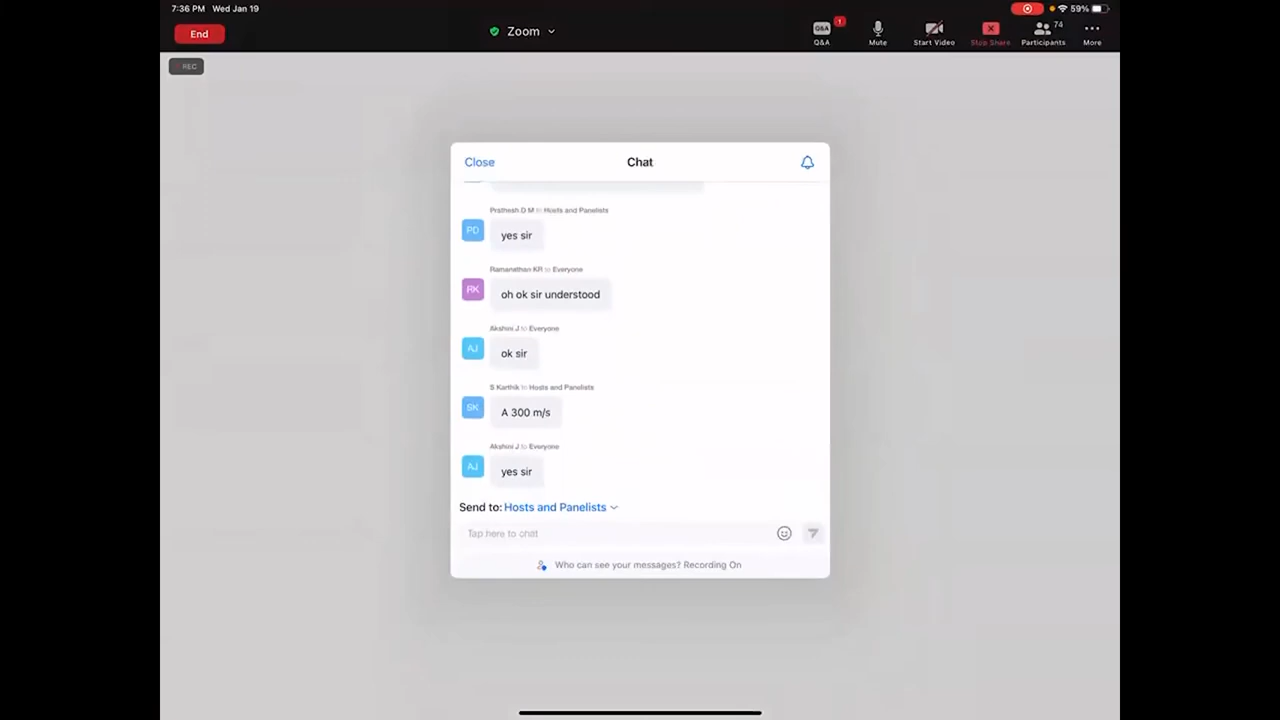 7:36 PM Wed Jan 19
59%
End
Zoom
Q&A
1
Q&A
Mute
Start Video
Stop Share
74
Participants
More
REC
Close
Chat
Prathesh D M to Hosts and Panelists
PD
yes sir
Ramanathan KR to Everyone
RK
oh ok sir understood
Akshini J to Everyone
AJ
ok sir
S Karthik to Hosts and Panelists
SK
A 300 m/s
Akshini J to Everyone
AJ
yes sir
Send to: Hosts and Panelists
Tap here to chat
Who can see your messages? Recording On